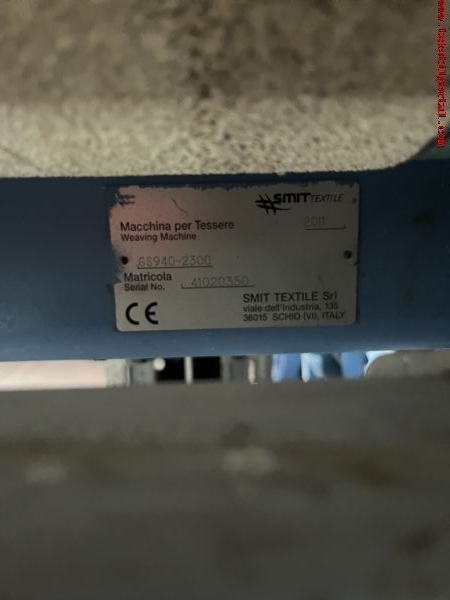 SMIT TEXTILE
Macchina per Tessere 2011
Weaving Machine
GS940-2300
Matricola
Serial No. 41020350
CE
SMIT TEXTILE Srl
viale dell'Industria, 135
36015 SCHIO (VI), ITALY